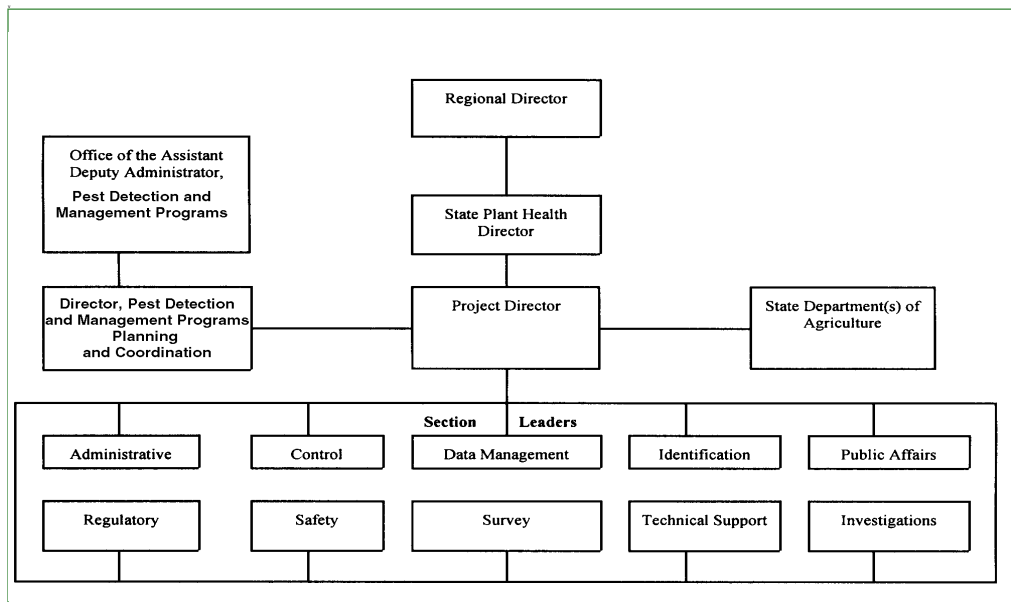 Regional Director
Office of the Assistant
Deputy Administrator,
Pest Detection and
Management Programs
State Plant Health
Director
Director, Pest Detection
and Management Programs
Planning
and Coordination
Project Director
State Department(s) of
Agriculture
Section Leaders
Administrative
Control
Data Management
Identification
Public Affairs
Regulatory
Safety
Survey
Technical Support
Investigations